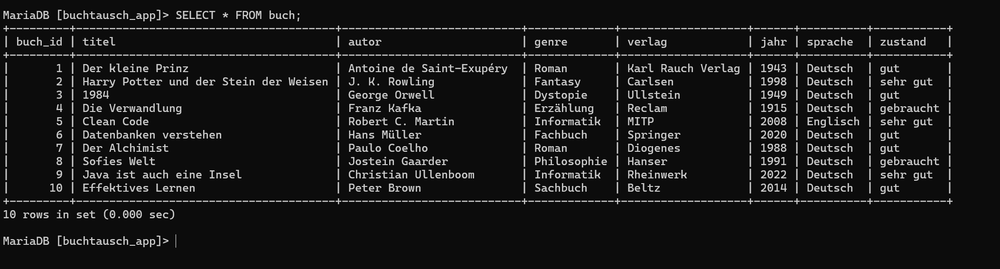 MariaDB [buchtausch_app]> SELECT * FROM buch;
+---------+---------------------------------------+---------------------------+-------------+-------------------+------+----------+-----------+
| buch_id | titel                                 | autor                     | genre       | verlag            | jahr | sprache  | zustand   |
+---------+---------------------------------------+---------------------------+-------------+-------------------+------+----------+-----------+
|       1 | Der kleine Prinz                      | Antoine de Saint-Exupéry  | Roman       | Karl Rauch Verlag | 1943 | Deutsch  | gut       |
|       2 | Harry Potter und der Stein der Weisen | J. K. Rowling             | Fantasy     | Carlsen           | 1998 | Deutsch  | sehr gut  |
|       3 | 1984                                  | George Orwell             | Dystopie    | Ullstein          | 1949 | Deutsch  | gut       |
|       4 | Die Verwandlung                       | Franz Kafka               | Erzählung   | Reclam            | 1915 | Deutsch  | gebraucht |
|       5 | Clean Code                            | Robert C. Martin          | Informatik  | MITP              | 2008 | Englisch | sehr gut  |
|       6 | Datenbanken verstehen                 | Hans Müller               | Fachbuch    | Springer          | 2020 | Deutsch  | gut       |
|       7 | Der Alchimist                         | Paulo Coelho              | Roman       | Diogenes          | 1988 | Deutsch  | gut       |
|       8 | Sofies Welt                           | Jostein Gaarder           | Philosophie | Hanser            | 1991 | Deutsch  | gebraucht |
|       9 | Java ist auch eine Insel              | Christian Ullenboom       | Informatik  | Rheinwerk         | 2022 | Deutsch  | sehr gut  |
|      10 | Effektives Lernen                     | Peter Brown               | Sachbuch    | Beltz             | 2014 | Deutsch  | gut       |
+---------+---------------------------------------+---------------------------+-------------+-------------------+------+----------+-----------+
10 rows in set (0.000 sec)
MariaDB [buchtausch_app]>